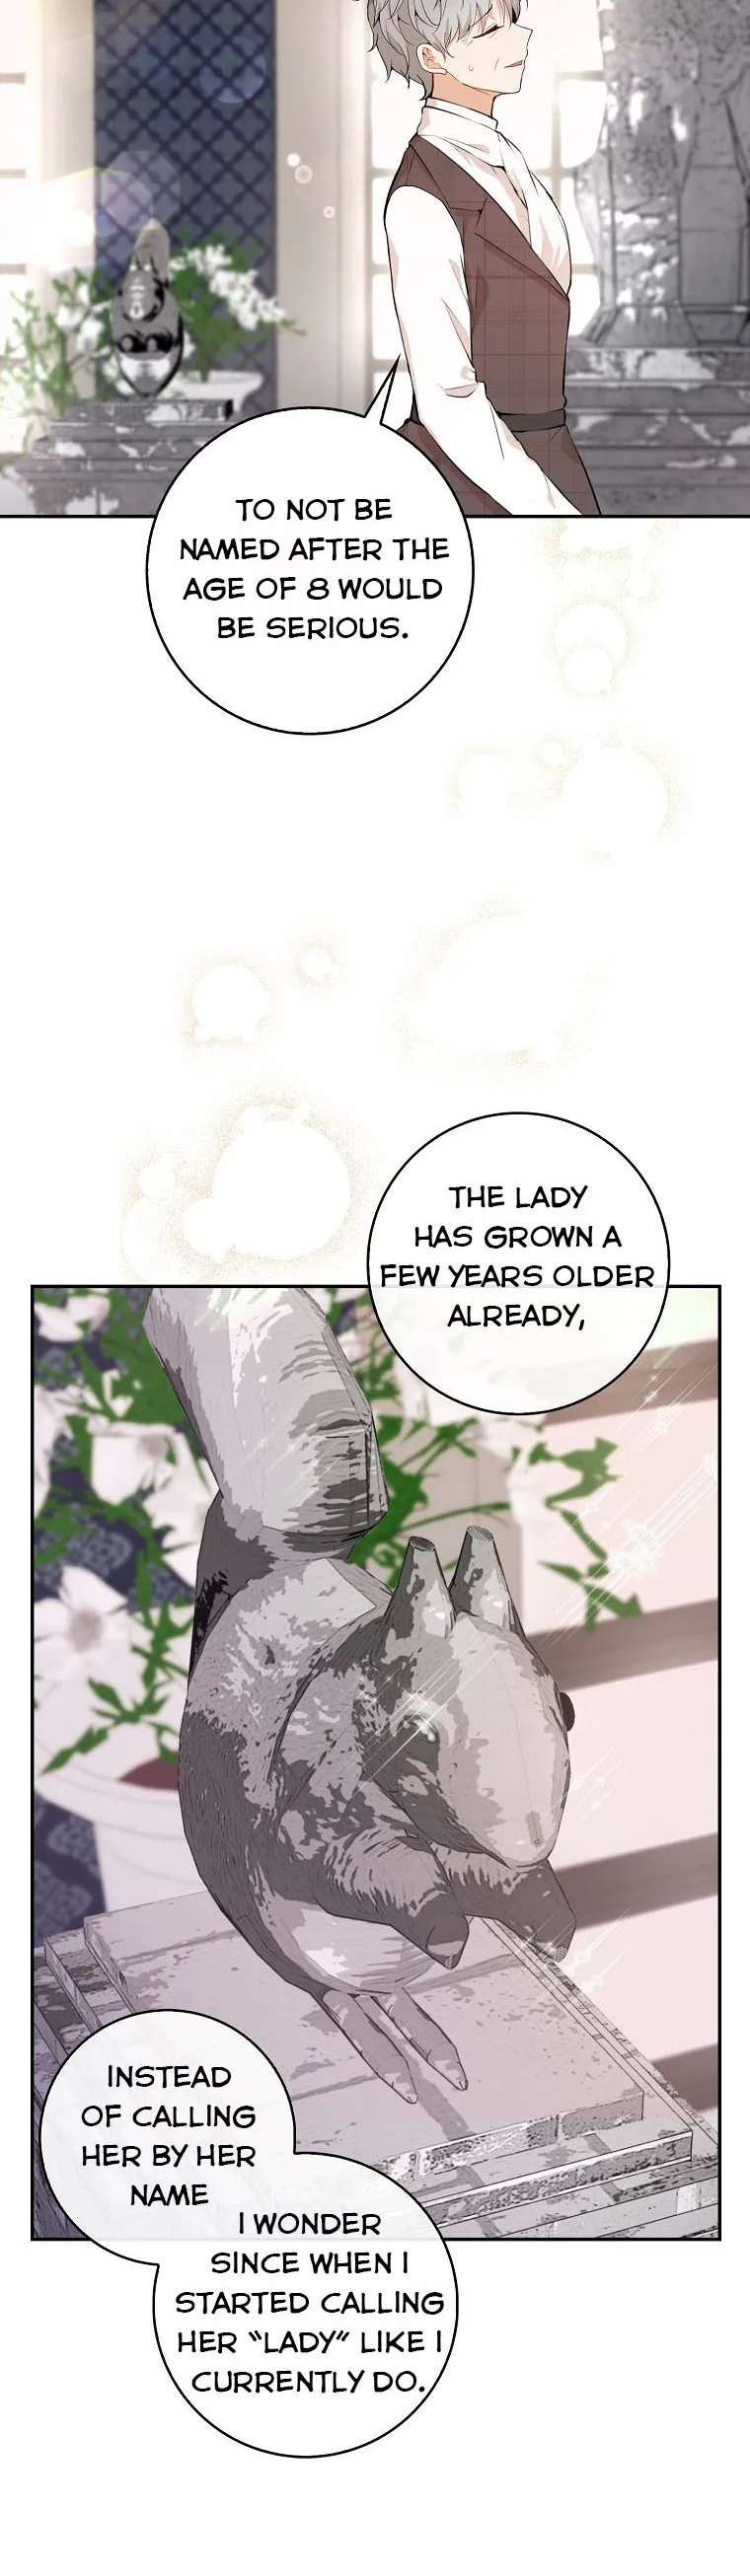 TO NOT BE
NAMED AFTER THE
AGE OF 8 WOULD
BE SERIOUS.
THE LADY
HAS GROWN A
FEW YEARS OLDER
ALREADY,
INSTEAD
OF CALLING
HER BY HER
NAME
I WONDER
SINCE WHEN I
STARTED CALLING
HER "LADY" LIKE I
CURRENTLY DO.